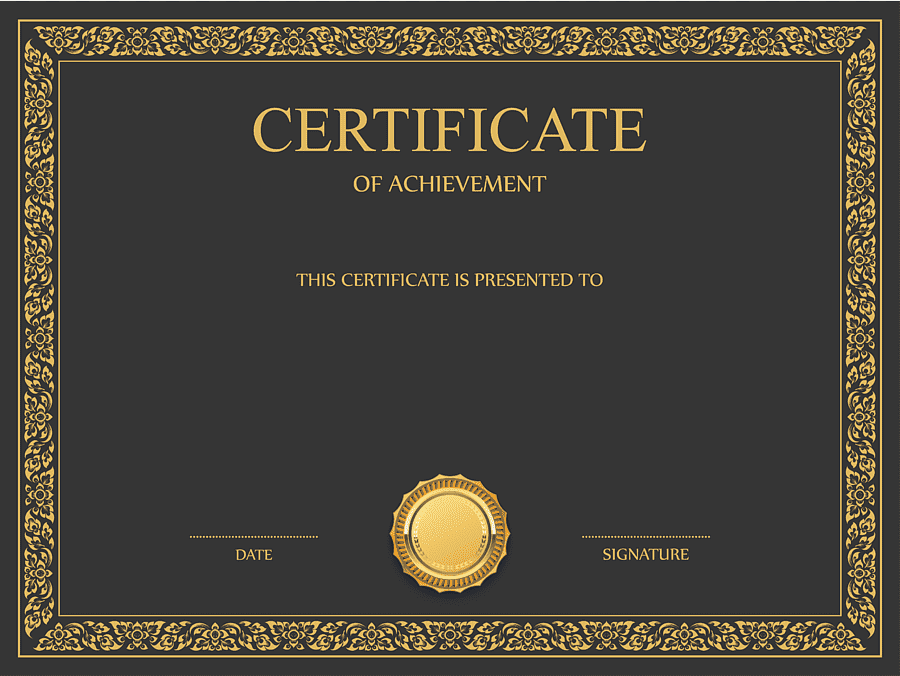 CERTIFICATE
OF ACHIEVEMENT
THIS CERTIFICATE IS PRESENTED TO
DATE
SIGNATURE